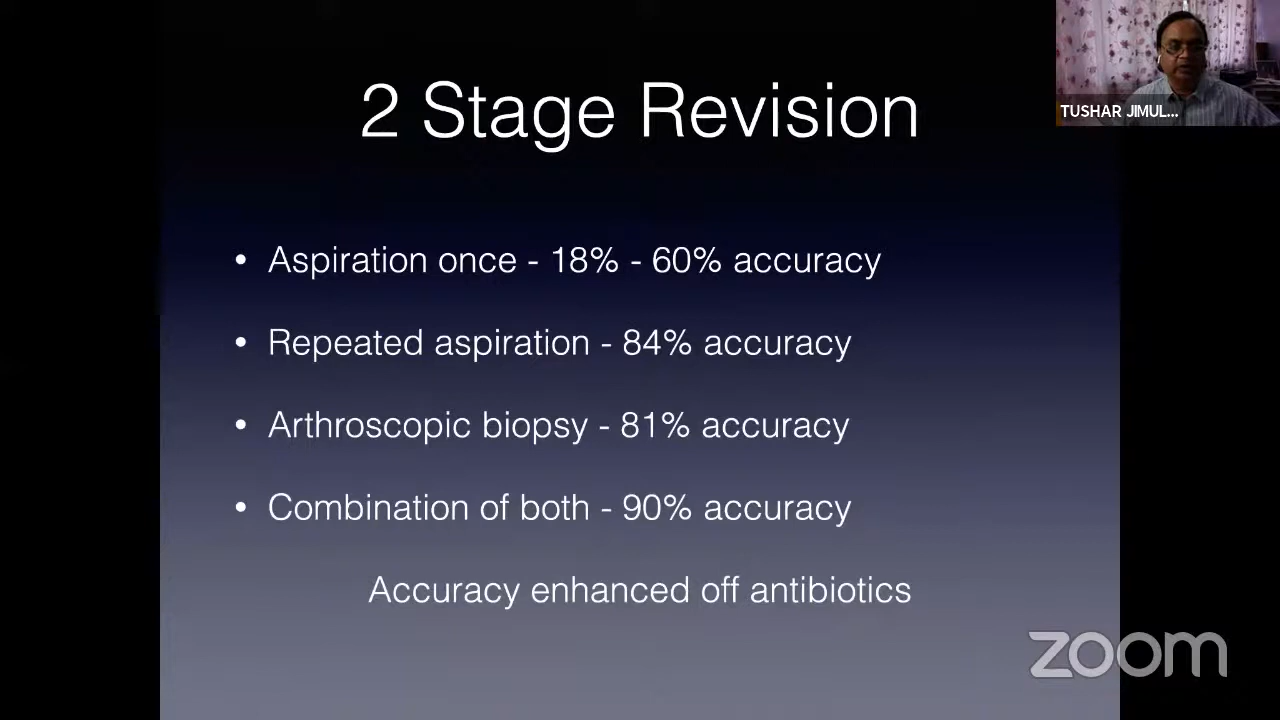 2 Stage Revision
TUSHAR JIMUL...
• Aspiration once - 18% - 60% accuracy
• Repeated aspiration - 84% accuracy
• Arthroscopic biopsy - 81% accuracy
• Combination of both - 90% accuracy
Accuracy enhanced off antibiotics
zoom